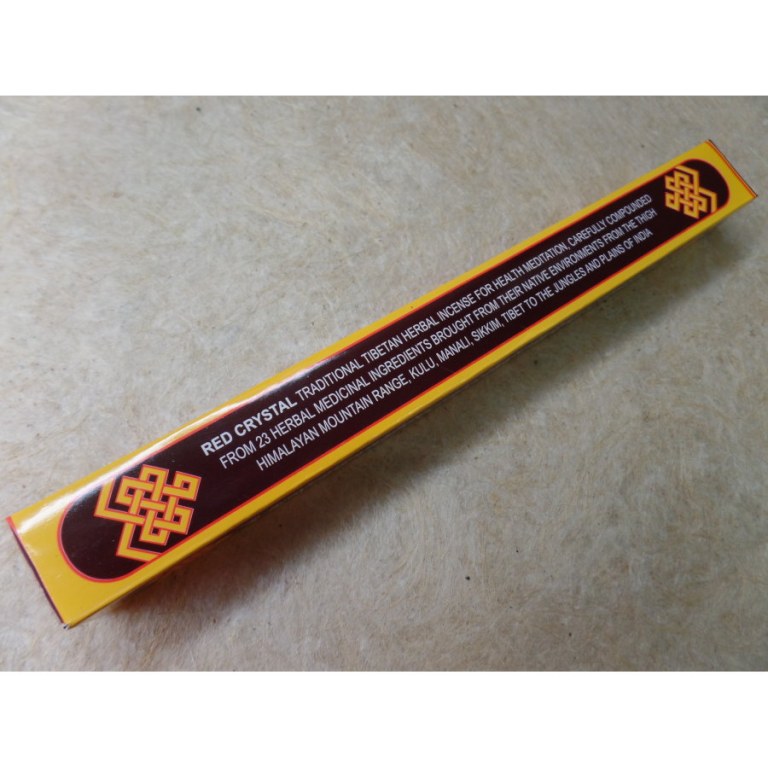 RED CRYSTAL TRADITIONAL TIBETAN HERBAL INCENSE FOR HEALTH MEDITATION, CAREFULLY COMPOUNDED
FROM 23 HERBAL MEDICINAL INGREDIENTS BROUGHT FROM THEIR NATIVE ENVIRONMENTS FROM THE THIGH
HIMALAYAN MOUNTAIN RANGE, KULU, MANALI, SIKKIM, TIBET TO THE JUNGLES AND PLAINS OF INDIA